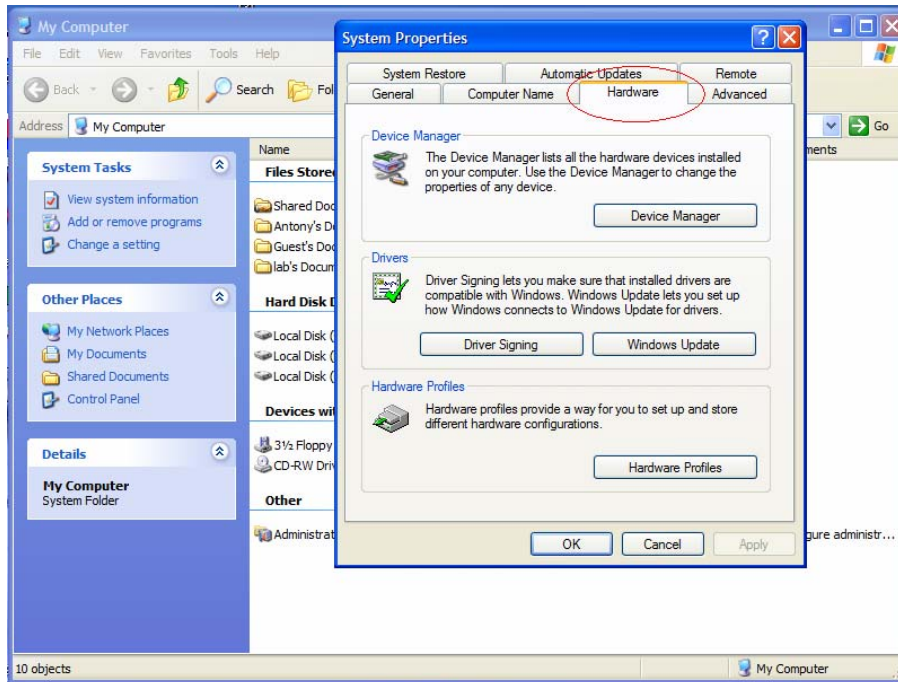 My Computer
File Edit View Favorites Tools Help
Back Search Fol
Address My Computer Go
System Tasks
View system information
Add or remove programs
Change a setting
Other Places
My Network Places
My Documents
Shared Documents
Control Panel
Details
My Computer
System Folder
Name ments
Files Store
Shared Doc
Antony's D
Guest's Doc
lab's Docum
Hard Disk D
Local Disk (
Local Disk (
Local Disk (
Devices wit
3½ Floppy
CD-RW Driv
Other
Administrat gure administr...
System Properties
System Restore Automatic Updates Remote
General Computer Name Hardware Advanced
Device Manager
The Device Manager lists all the hardware devices installed
on your computer. Use the Device Manager to change the
properties of any device.
Device Manager
Drivers
Driver Signing lets you make sure that installed drivers are
compatible with Windows. Windows Update lets you set up
how Windows connects to Windows Update for drivers.
Driver Signing Windows Update
Hardware Profiles
Hardware profiles provide a way for you to set up and store
different hardware configurations.
Hardware Profiles
OK Cancel Apply
10 objects My Computer